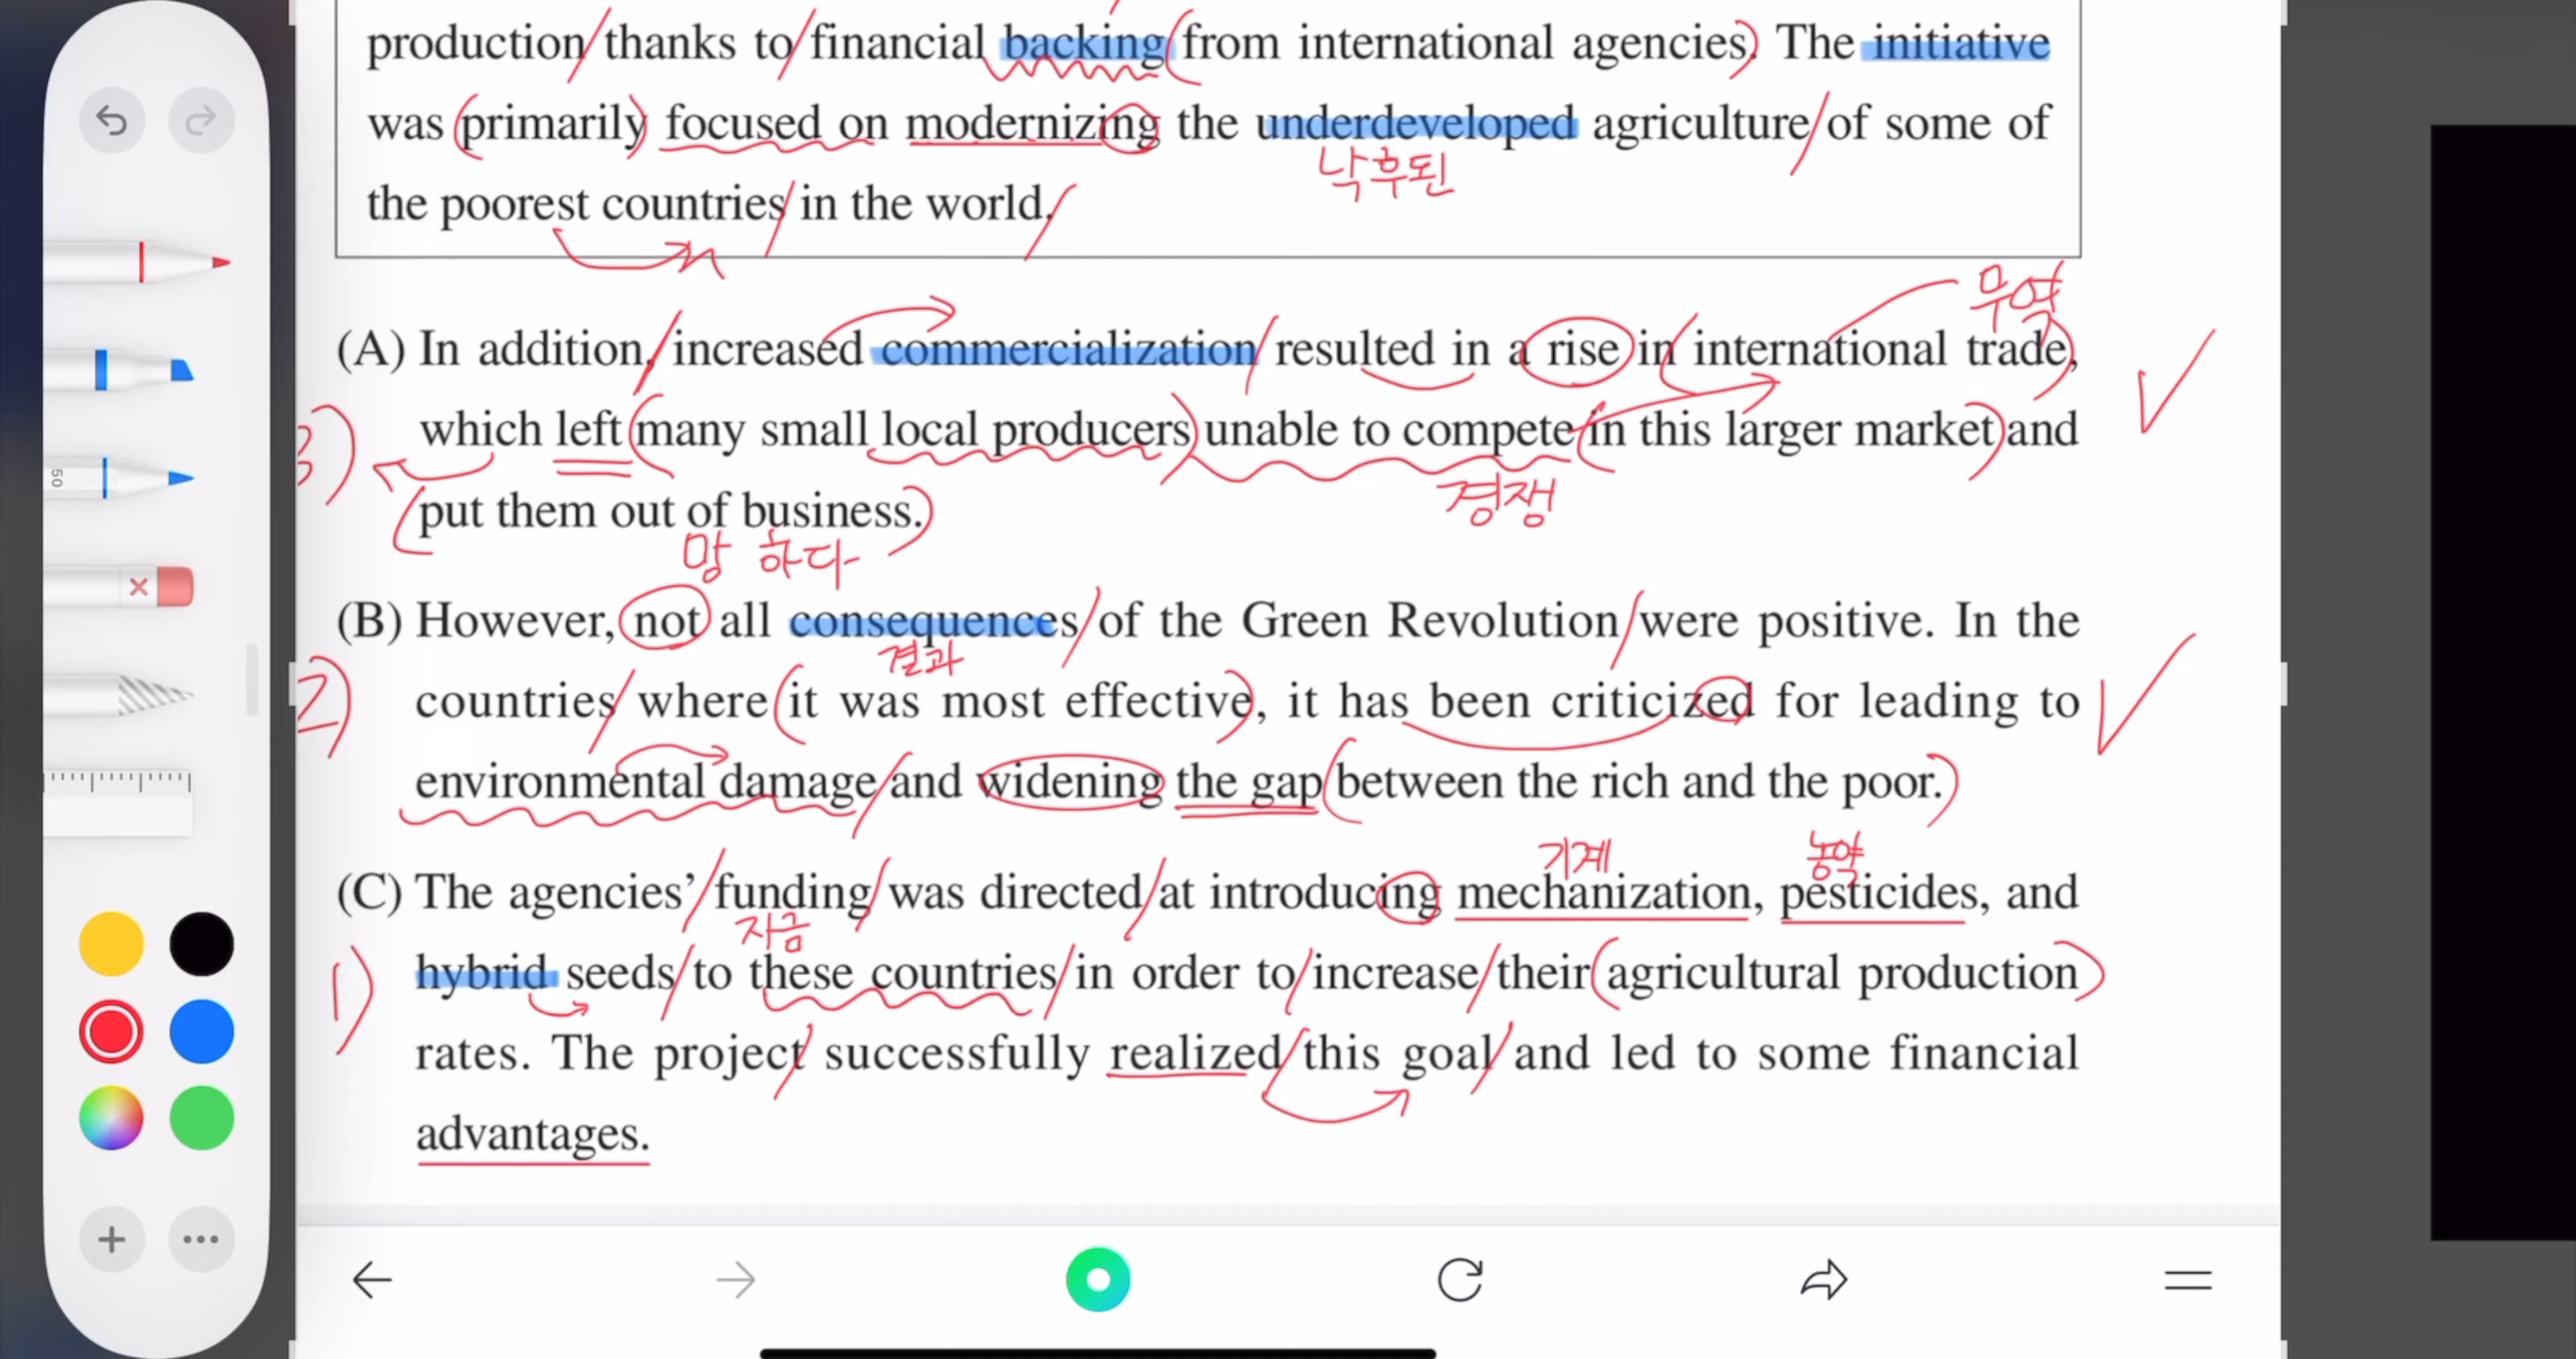 production thanks to financial backing from international agencies. The initiative
was primarily focused on modernizing the underdeveloped agriculture of some of
낙후된
the poorest countries in the world.
무역
(A) In addition, increased commercialization resulted in a rise in international trade,
3)
which left many small local producers unable to compete in this larger market and
경쟁
put them out of business.
망하다
(B) However, not all consequences of the Green Revolution were positive. In the
결과
2)
countries where it was most effective, it has been criticized for leading to
environmental damage and widening the gap between the rich and the poor.
기계 농약
(C) The agencies' funding was directed at introducing mechanization, pesticides, and
자금
1)
hybrid seeds to these countries in order to increase their agricultural production
rates. The project successfully realized this goal and led to some financial
advantages.
50